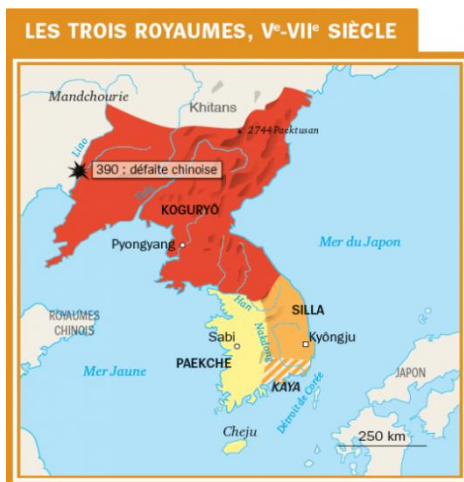 LES TROIS ROYAUMES, Ve-VIIe SIÈCLE
Mandchourie
Khitans
2744 Paektusan
Liao
390 : défaite chinoise
KOGURYŎ
Pyongyang
Mer du Japon
Han
SILLA
ROYAUMES
CHINOIS
Sabi
Nakdong
Kyŏngju
PAEKCHE
Mer Jaune
KAYA
JAPON
Détroit de Corée
Cheju
250 km